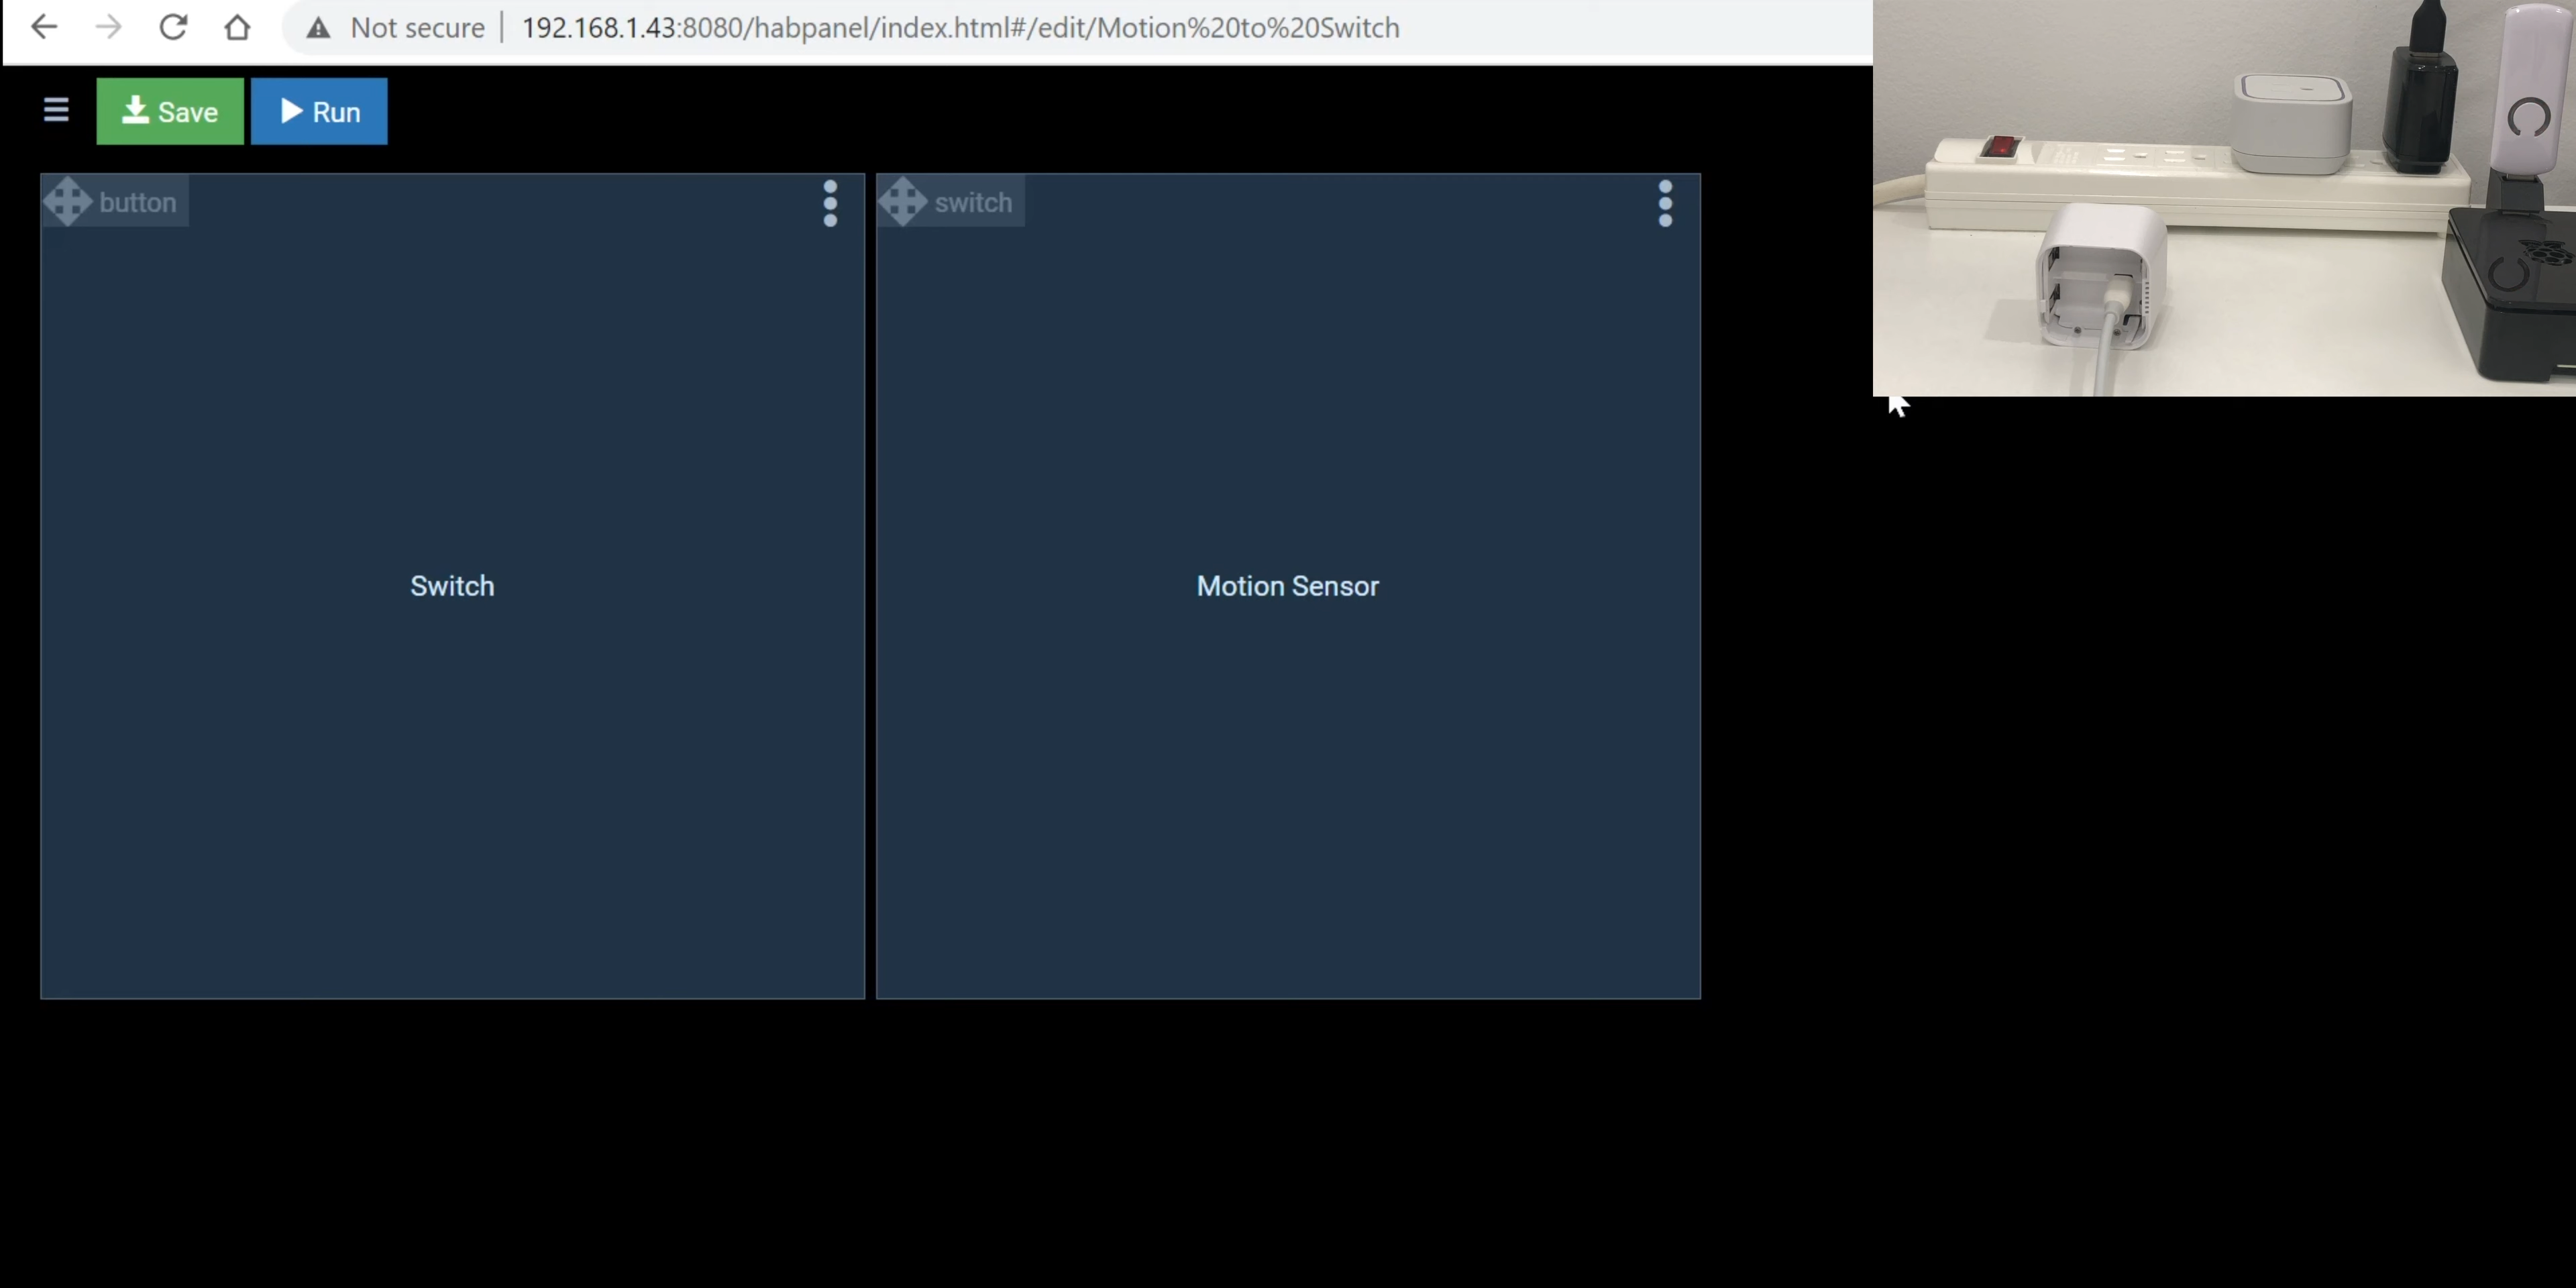 Not secure 192.168.1.43:8080/habpanel/index.html#/edit/Motion%20to%20Switch
Save Run
button
switch
Switch
Motion Sensor